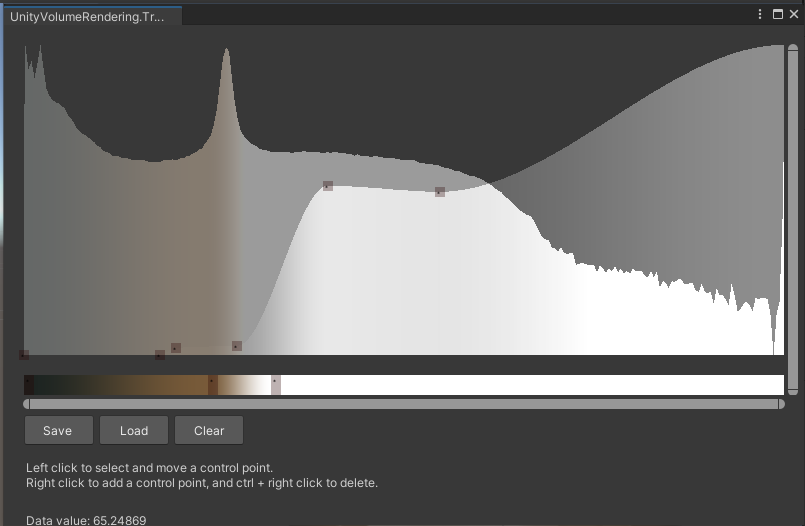 UnityVolumeRendering.Tr...
Save Load Clear
Left click to select and move a control point.
Right click to add a control point, and ctrl + right click to delete.
Data value: 65.24869